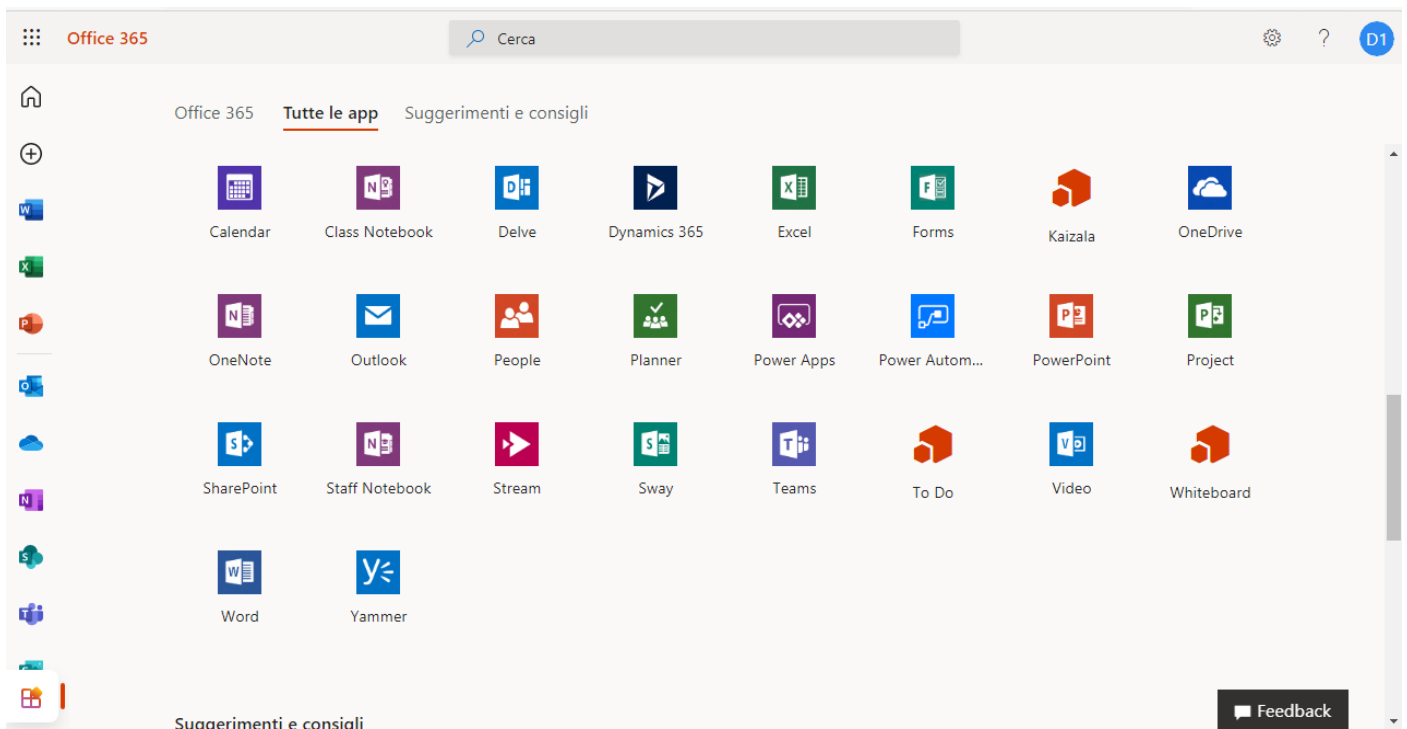 Office 365 Cerca ? D1
Office 365 Tutte le app Suggerimenti e consigli
Calendar Class Notebook Delve Dynamics 365 Excel Forms Kaizala OneDrive
OneNote Outlook People Planner Power Apps Power Autom... PowerPoint Project
SharePoint Staff Notebook Stream Sway Teams To Do Video Whiteboard
Word Yammer
Suggerimenti e consigli
Feedback